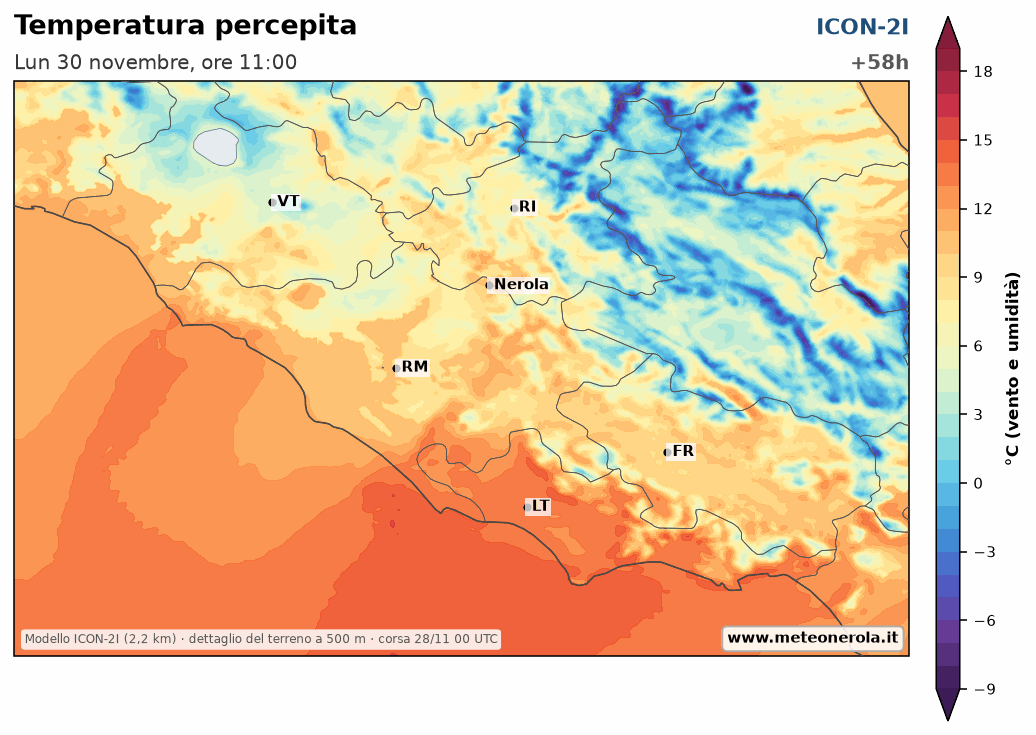 Temperatura percepita
ICON-2I
Lun 30 novembre, ore 11:00
+58h
18
15
12
9
6
3
0
−3
−6
−9
°C (vento e umidità)
VT
RI
Nerola
RM
FR
LT
Modello ICON-2I (2,2 km) · dettaglio del terreno a 500 m · corsa 28/11 00 UTC
www.meteonerola.it